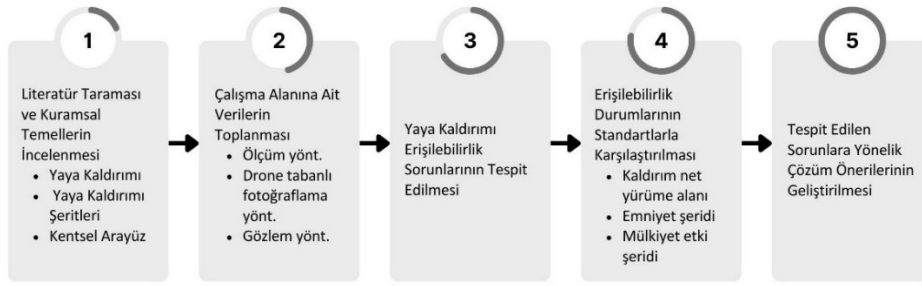 1
Literatür Taraması
ve Kuramsal
Temellerin
İncelenmesi
• Yaya Kaldırımı
• Yaya Kaldırımı
Şeritleri
• Kentsel Arayüz
2
Çalışma Alanına Ait
Verilerin
Toplanması
• Ölçüm yönt.
• Drone tabanlı
fotoğraflama
yönt.
• Gözlem yönt.
3
Yaya Kaldırımı
Erişilebilirlik
Sorunlarının Tespit
Edilmesi
4
Erişilebilirlik
Durumlarının
Standartlarla
Karşılaştırılması
• Kaldırım net
yürüme alanı
• Emniyet şeridi
• Mülkiyet etki
şeridi
5
Tespit Edilen
Sorunlara Yönelik
Çözüm Önerilerinin
Geliştirilmesi